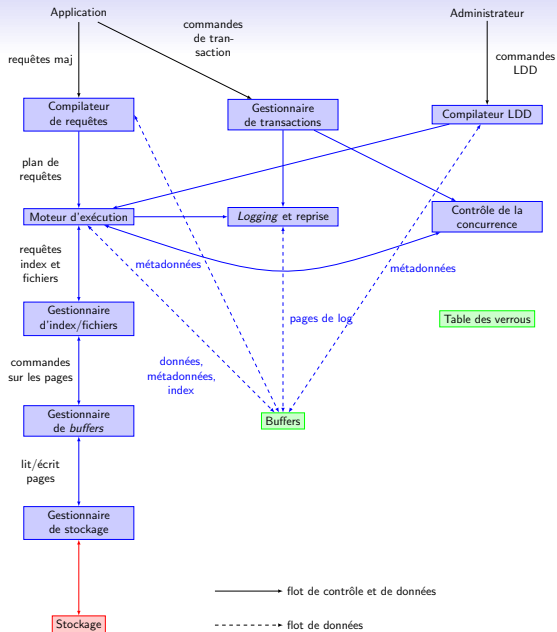 Application
Administrateur
commandes
de tran-
saction
requêtes maj
commandes
LDD
Compilateur
de requêtes
Gestionnaire
de transactions
Compilateur LDD
plan de
requêtes
Moteur d'exécution
Logging et reprise
Contrôle de la
concurrence
requêtes
index et
fichiers
métadonnées
métadonnées
Gestionnaire
d'index/fichiers
pages de log
Table des verrous
commandes
sur les pages
données,
métadonnées,
index
Gestionnaire
de buffers
Buffers
lit/écrit
pages
Gestionnaire
de stockage
flot de contrôle et de données
flot de données
Stockage